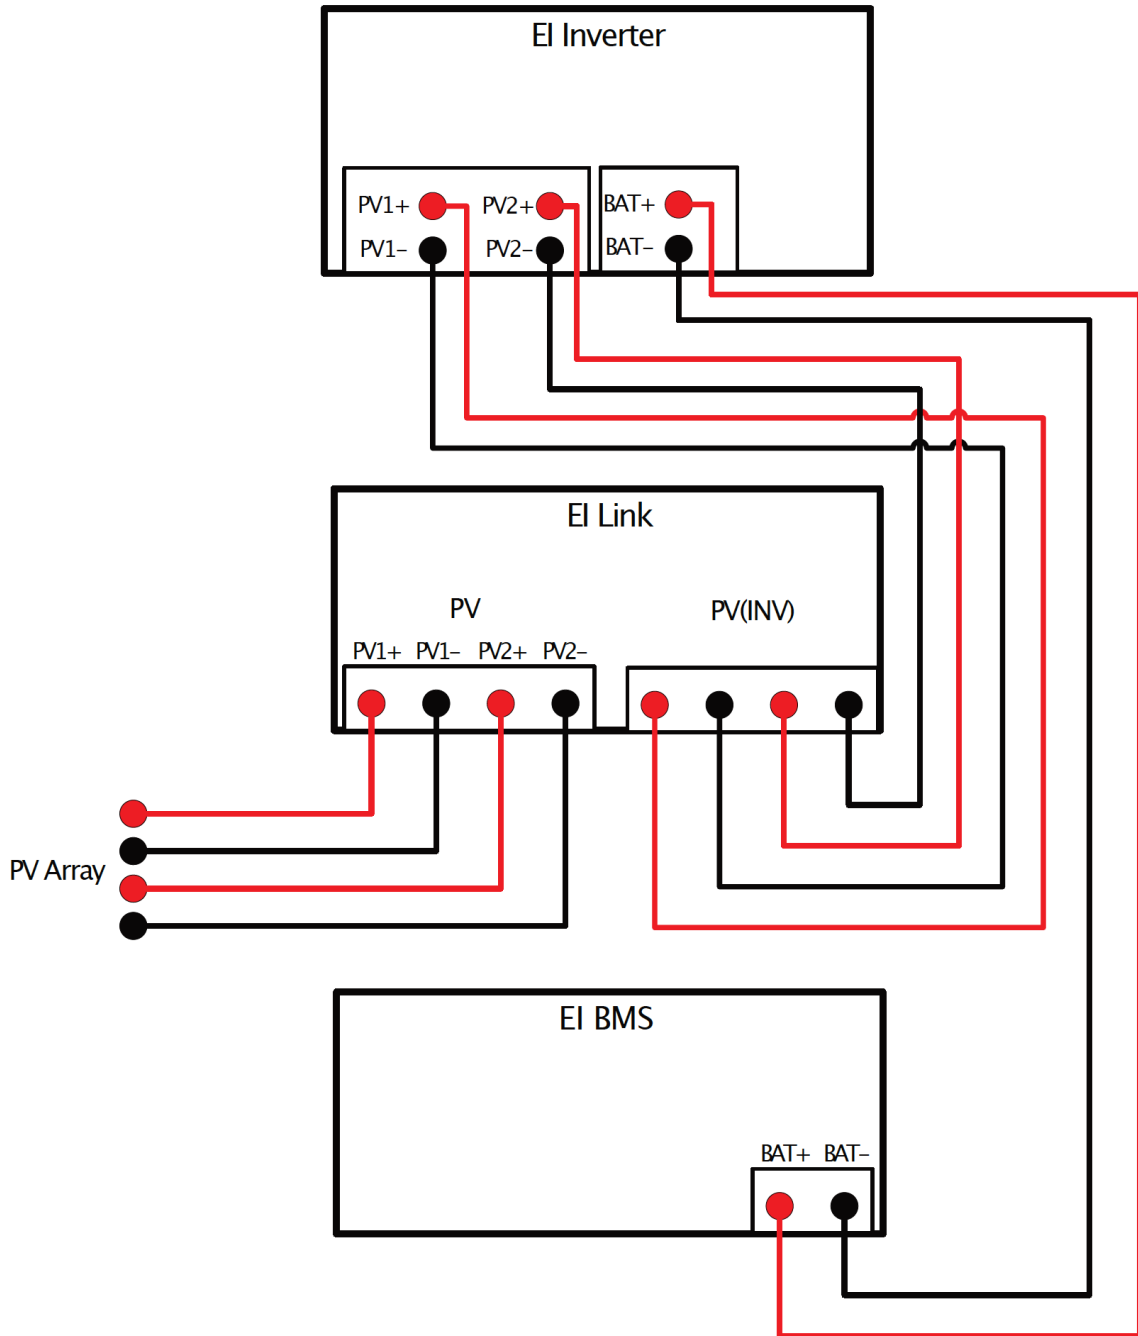 EI Inverter
PV1+
PV2+
BAT+
PV1–
PV2–
BAT–
EI Link
PV
PV(INV)
PV1+ PV1– PV2+ PV2–
PV Array
EI BMS
BAT+ BAT–